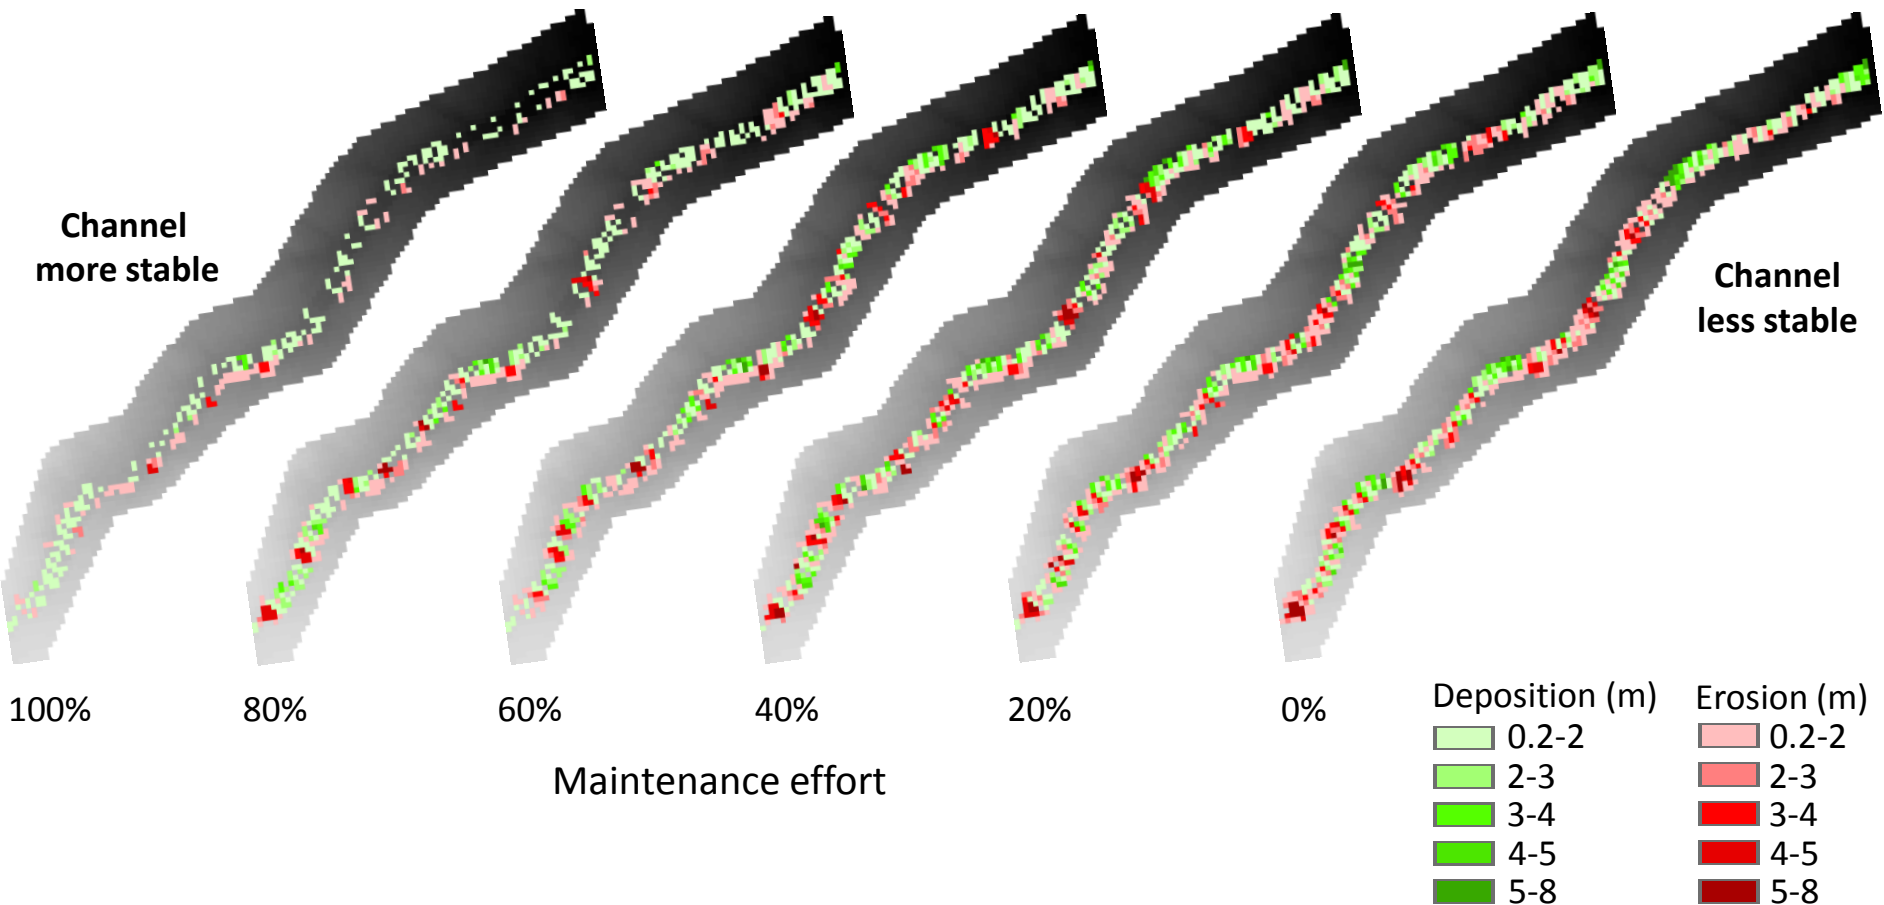 Channel
more stable
Channel
less stable
100%
80%
60%
40%
20%
0%
Maintenance effort
Deposition (m)
0.2-2
2-3
3-4
4-5
5-8
Erosion (m)
0.2-2
2-3
3-4
4-5
5-8